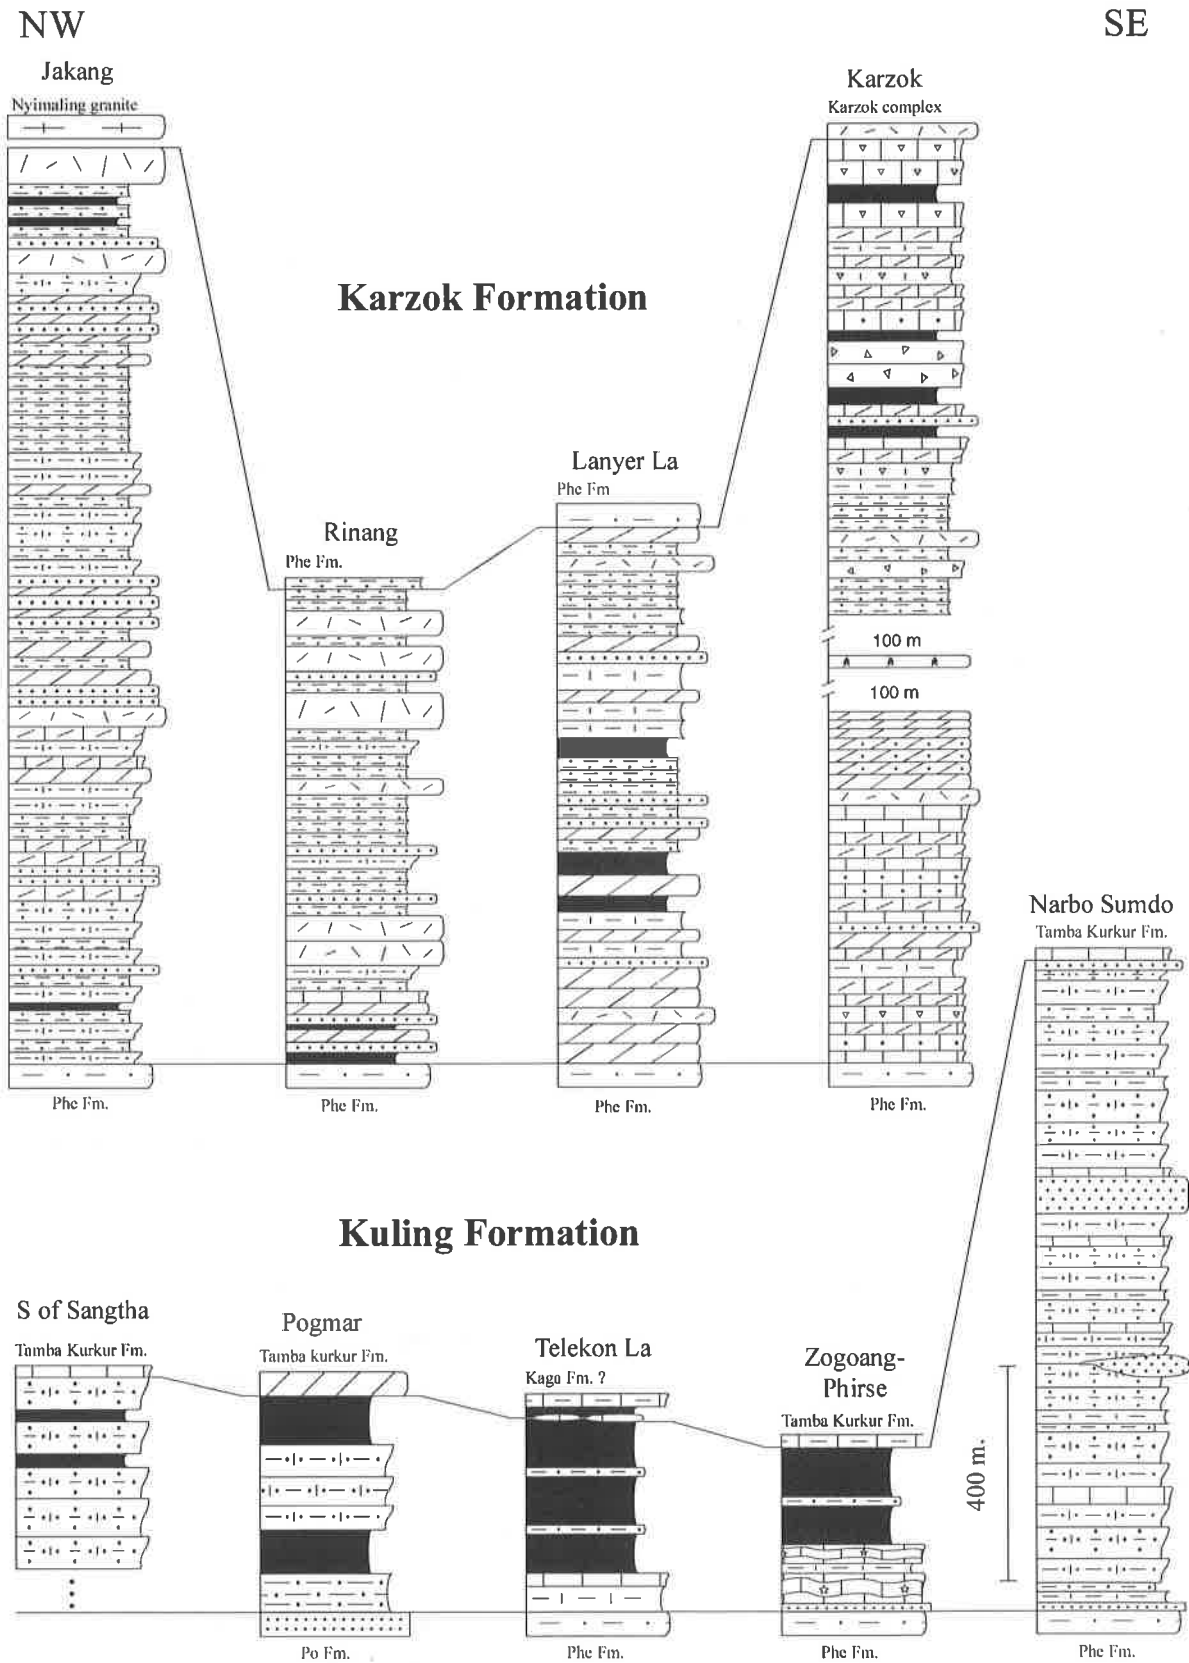 NW
SE
Jakang
Nyimaling granite
Karzok
Karzok complex
Karzok Formation
Lanyer La
Phe Fm
Rinang
Phe Fm.
100 m
100 m
Narbo Sumdo
Tamba Kurkur Fm.
Phe Fm.
Phe Fm.
Phe Fm.
Phe Fm.
Kuling Formation
S of Sangtha
Tamba Kurkur Fm.
Pogmar
Tamba kurkur Fm.
Telekon La
Kaga Fm. ?
Zogoang-
Phirse
Tamba Kurkur Fm.
400 m.
Po Fm.
Phe Fm.
Phe Fm.
Phe Fm.